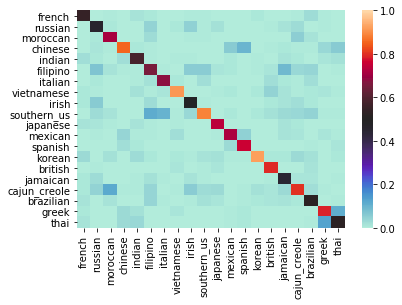 french
russian
moroccan
chinese
indian
filipino
italian
vietnamese
irish
southern_us
japanese
mexican
spanish
korean
british
jamaican
cajun_creole
brazilian
greek
thai
french
russian
moroccan
chinese
indian
filipino
italian
vietnamese
irish
southern_us
japanese
mexican
spanish
korean
british
jamaican
cajun_creole
brazilian
greek
thai
1.0
0.8
0.6
0.4
0.2
0.0